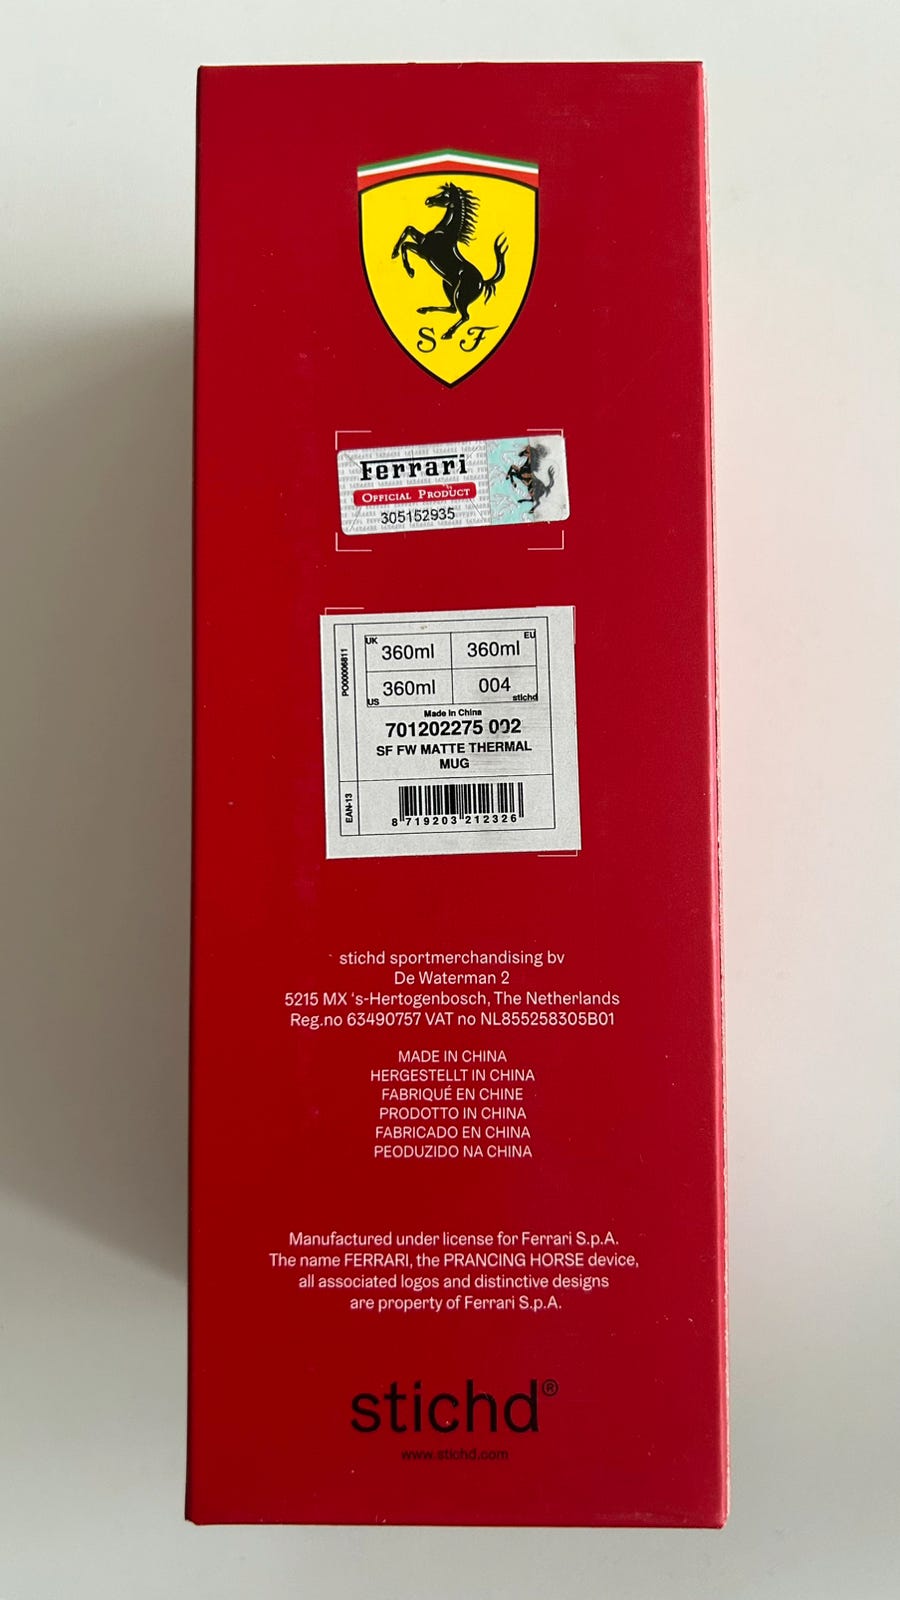 S F
Ferrari
OFFICIAL PRODUCT
305152935
PO00006811
UK 360ml 360ml EU
US 360ml 004 stichd
Made in China
701202275 002
SF FW MATTE THERMAL
MUG
EAN-13
8 719203 212326
stichd sportmerchandising bv
De Waterman 2
5215 MX ‘s-Hertogenbosch, The Netherlands
Reg.no 63490757 VAT no NL855258305B01
MADE IN CHINA
HERGESTELLT IN CHINA
FABRIQUÉ EN CHINE
PRODOTTO IN CHINA
FABRICADO EN CHINA
PEODUZIDO NA CHINA
Manufactured under license for Ferrari S.p.A.
The name FERRARI, the PRANCING HORSE device,
all associated logos and distinctive designs
are property of Ferrari S.p.A.
stichd®
www.stichd.com